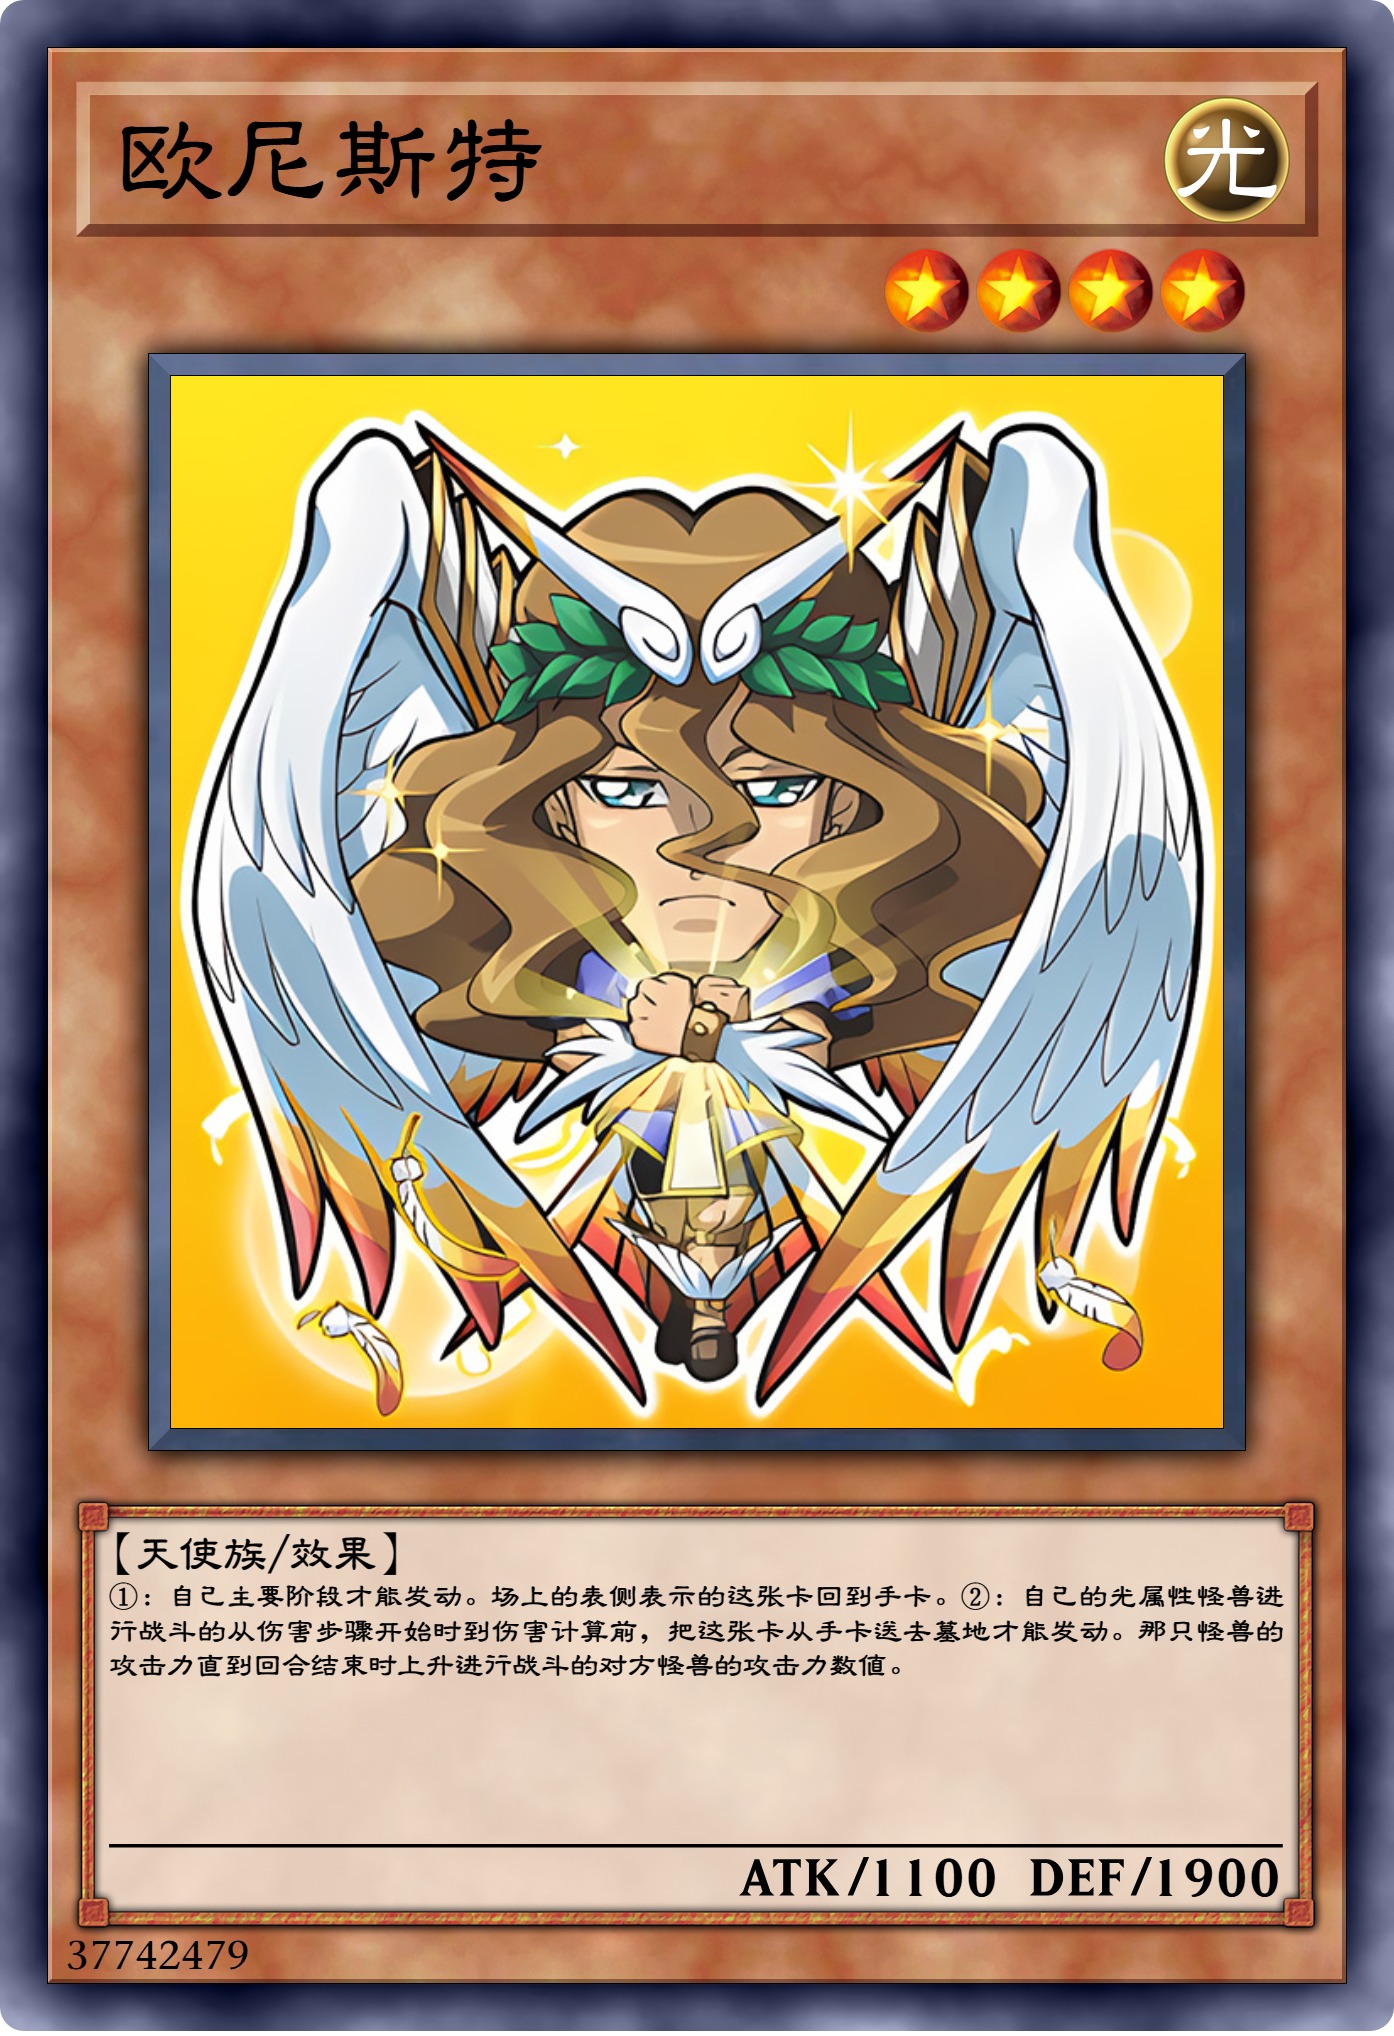 欧尼斯特
光
【天使族/效果】
①：自己主要阶段才能发动。场上的表侧表示的这张卡回到手卡。②：自己的光属性怪兽进
行战斗的从伤害步骤开始时到伤害计算前，把这张卡从手卡送去墓地才能发动。那只怪兽的
攻击力直到回合结束时上升进行战斗的对方怪兽的攻击力数值。
ATK/1100 DEF/1900
37742479